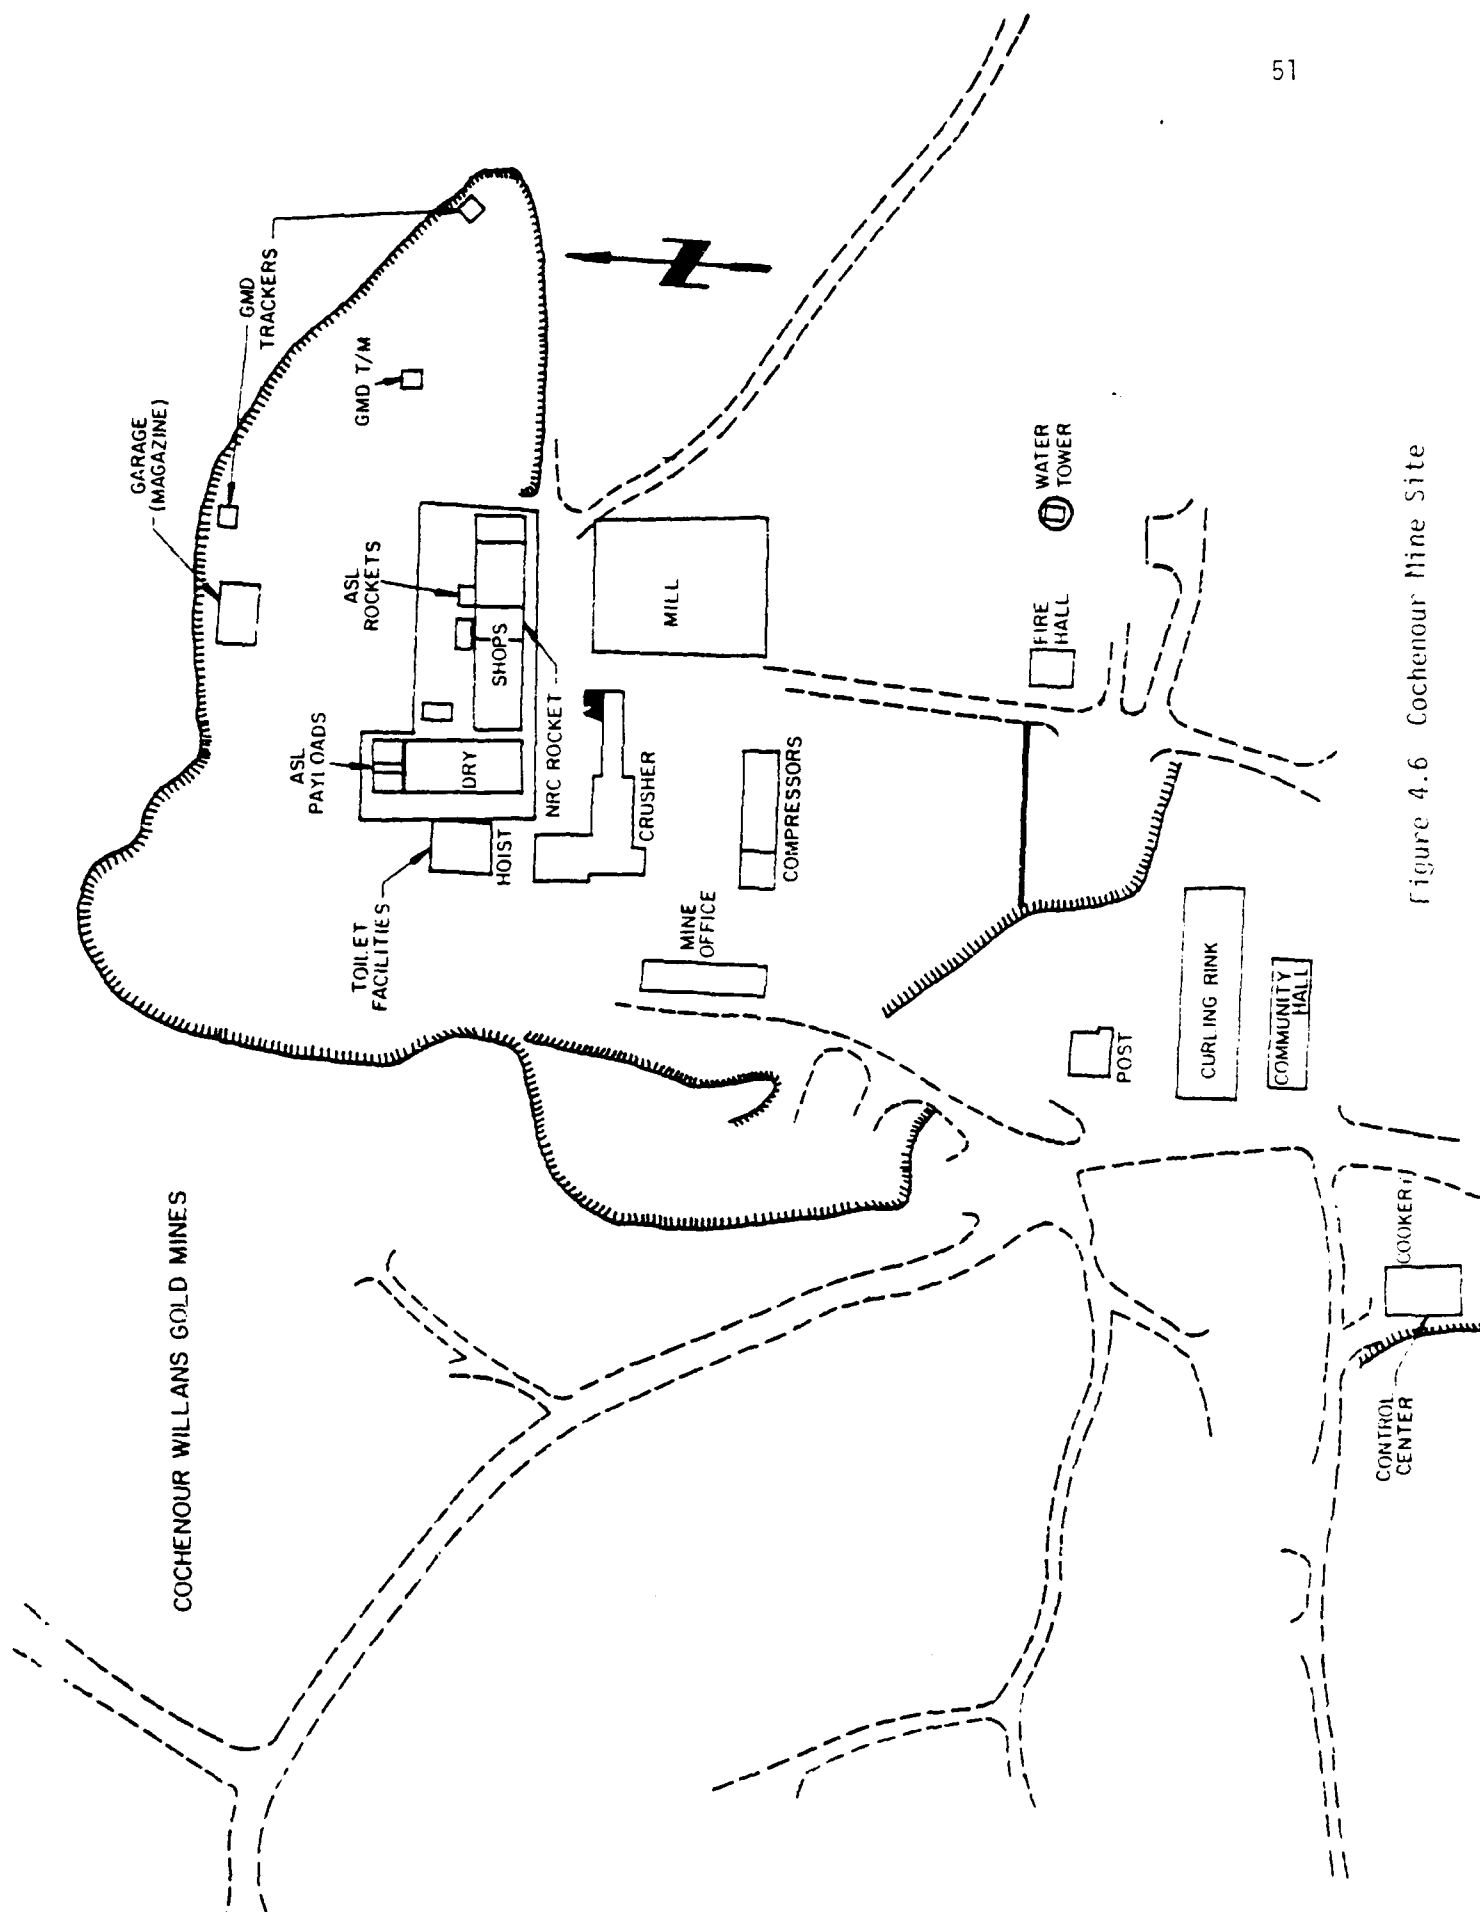 51
COCHENOUR WILLANS GOLD MINES
GARAGE
(MAGAZINE)
GMD
TRACKERS
GMD T/M
ASL
ROCKETS
ASL
PAYLOADS
SHOPS
DRY
NRC ROCKET
TOILET
FACILITIES
HOIST
CRUSHER
MILL
MINE
OFFICE
COMPRESSORS
N
WATER
TOWER
FIRE
HALL
POST
CURLING RINK
COMMUNITY
HALL
COOKERY
CONTROL
CENTER
Figure 4.6 Cochenour Mine Site